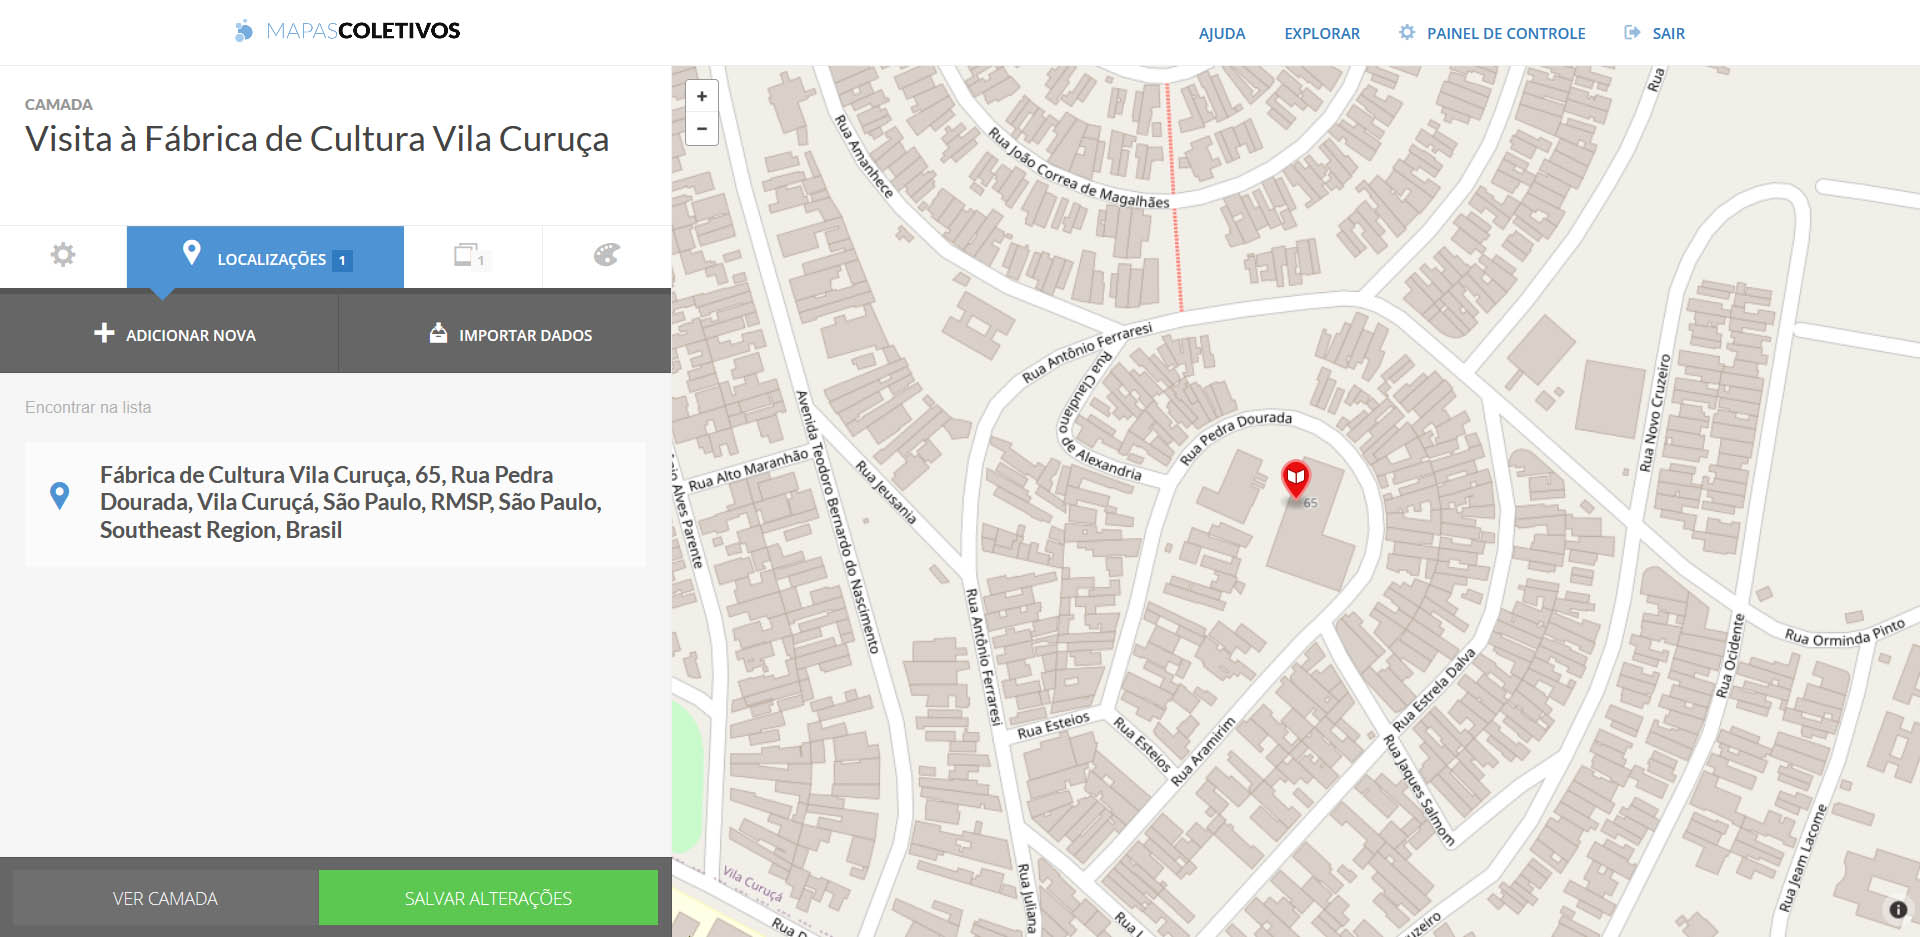 MAPASCOLETIVOS
AJUDA
EXPLORAR
PAINEL DE CONTROLE
SAIR
CAMADA
Visita à Fábrica de Cultura Vila Curuça
LOCALIZAÇÕES 1
1
ADICIONAR NOVA
IMPORTAR DADOS
Encontrar na lista
Fábrica de Cultura Vila Curuça, 65, Rua Pedra
Dourada, Vila Curuçá, São Paulo, RMSP, São Paulo,
Southeast Region, Brasil
VER CAMADA
SALVAR ALTERAÇÕES
+
−
Rua
Rua Amanhece
Rua João Correa de Magalhães
Rua Antônio Ferraresi
Rua Claudiano
de Alexandria
Rua Pedra Dourada
Rua Novo Cruzeiro
Avenida Teodoro Bernardo do Nascimento
Rua Alto Maranhão
Alves Parente
Rua Jeusania
65
Rua Antônio Ferraresi
Rua Orminda Pinto
Rua Ocidente
Rua Estrela Dalva
Rua Esteios
Rua Esteios
Rua Aramirim
Rua Jaques Salmom
Rua Jeam Lacome
Vila Curuçá
Rua Juliana
Rua
Rua